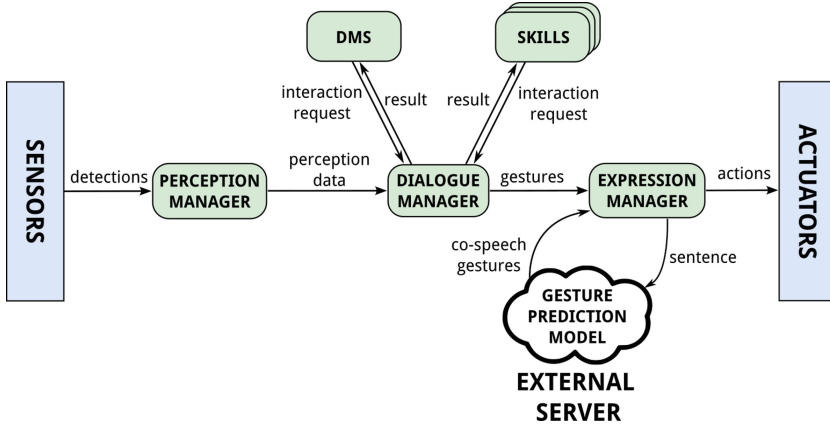 DMS
SKILLS
interaction
request
result
result
interaction
request
SENSORS
detections
PERCEPTION
MANAGER
perception
data
DIALOGUE
MANAGER
gestures
EXPRESSION
MANAGER
actions
ACTUATORS
co-speech
gestures
sentence
GESTURE
PREDICTION
MODEL
EXTERNAL
SERVER